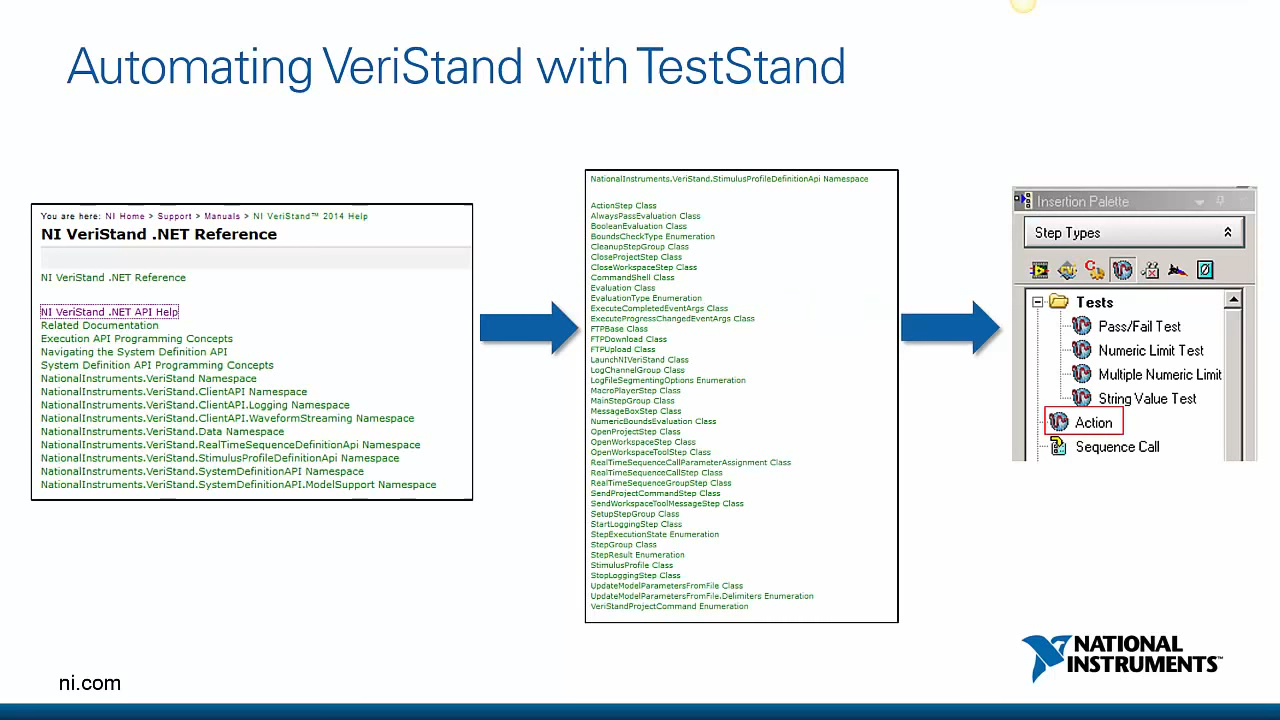 Automating VeriStand with TestStand
You are here: NI Home > Support > Manuals > NI VeriStand™ 2014 Help
NI VeriStand .NET Reference
NI VeriStand .NET Reference
NI VeriStand .NET API Help
Related Documentation
Execution API Programming Concepts
Navigating the System Definition API
System Definition API Programming Concepts
NationalInstruments.VeriStand Namespace
NationalInstruments.VeriStand.ClientAPI Namespace
NationalInstruments.VeriStand.ClientAPI.Logging Namespace
NationalInstruments.VeriStand.ClientAPI.WaveformStreaming Namespace
NationalInstruments.VeriStand.Data Namespace
NationalInstruments.VeriStand.RealTimeSequenceDefinitionApi Namespace
NationalInstruments.VeriStand.StimulusProfileDefinitionApi Namespace
NationalInstruments.VeriStand.SystemDefinitionAPI Namespace
NationalInstruments.VeriStand.SystemDefinitionAPI.ModelSupport Namespace
NationalInstruments.VeriStand.StimulusProfileDefinitionApi Namespace
ActionStep Class
AlwaysPassEvaluation Class
BooleanEvaluation Class
BoundsCheckType Enumeration
CleanupStepGroup Class
CloseProjectStep Class
CloseWorkspaceStep Class
CommandShell Class
Evaluation Class
EvaluationType Enumeration
ExecuteCompletedEventArgs Class
ExecuteProgressChangedEventArgs Class
FTPBase Class
FTPDownload Class
FTPUpload Class
LaunchNIVeriStand Class
LogChannelGroup Class
LogFileSegmentingOptions Enumeration
MacroPlayerStep Class
MainStepGroup Class
MessageBoxStep Class
NumericBoundsEvaluation Class
OpenProjectStep Class
OpenWorkspaceStep Class
OpenWorkspaceToolStep Class
RealTimeSequenceCallParameterAssignment Class
RealTimeSequenceCallStep Class
RealTimeSequenceGroupStep Class
SendProjectCommandStep Class
SendWorkspaceToolMessageStep Class
SetupStepGroup Class
StartLoggingStep Class
StepExecutionState Enumeration
StepGroup Class
StepResult Enumeration
StimulusProfile Class
StopLoggingStep Class
UpdateModelParametersFromFile Class
UpdateModelParametersFromFile.Delimiters Enumeration
VeriStandProjectCommand Enumeration
Insertion Palette
Step Types
Tests
Pass/Fail Test
Numeric Limit Test
Multiple Numeric Limit
String Value Test
Action
Sequence Call
NATIONAL
INSTRUMENTS™
ni.com